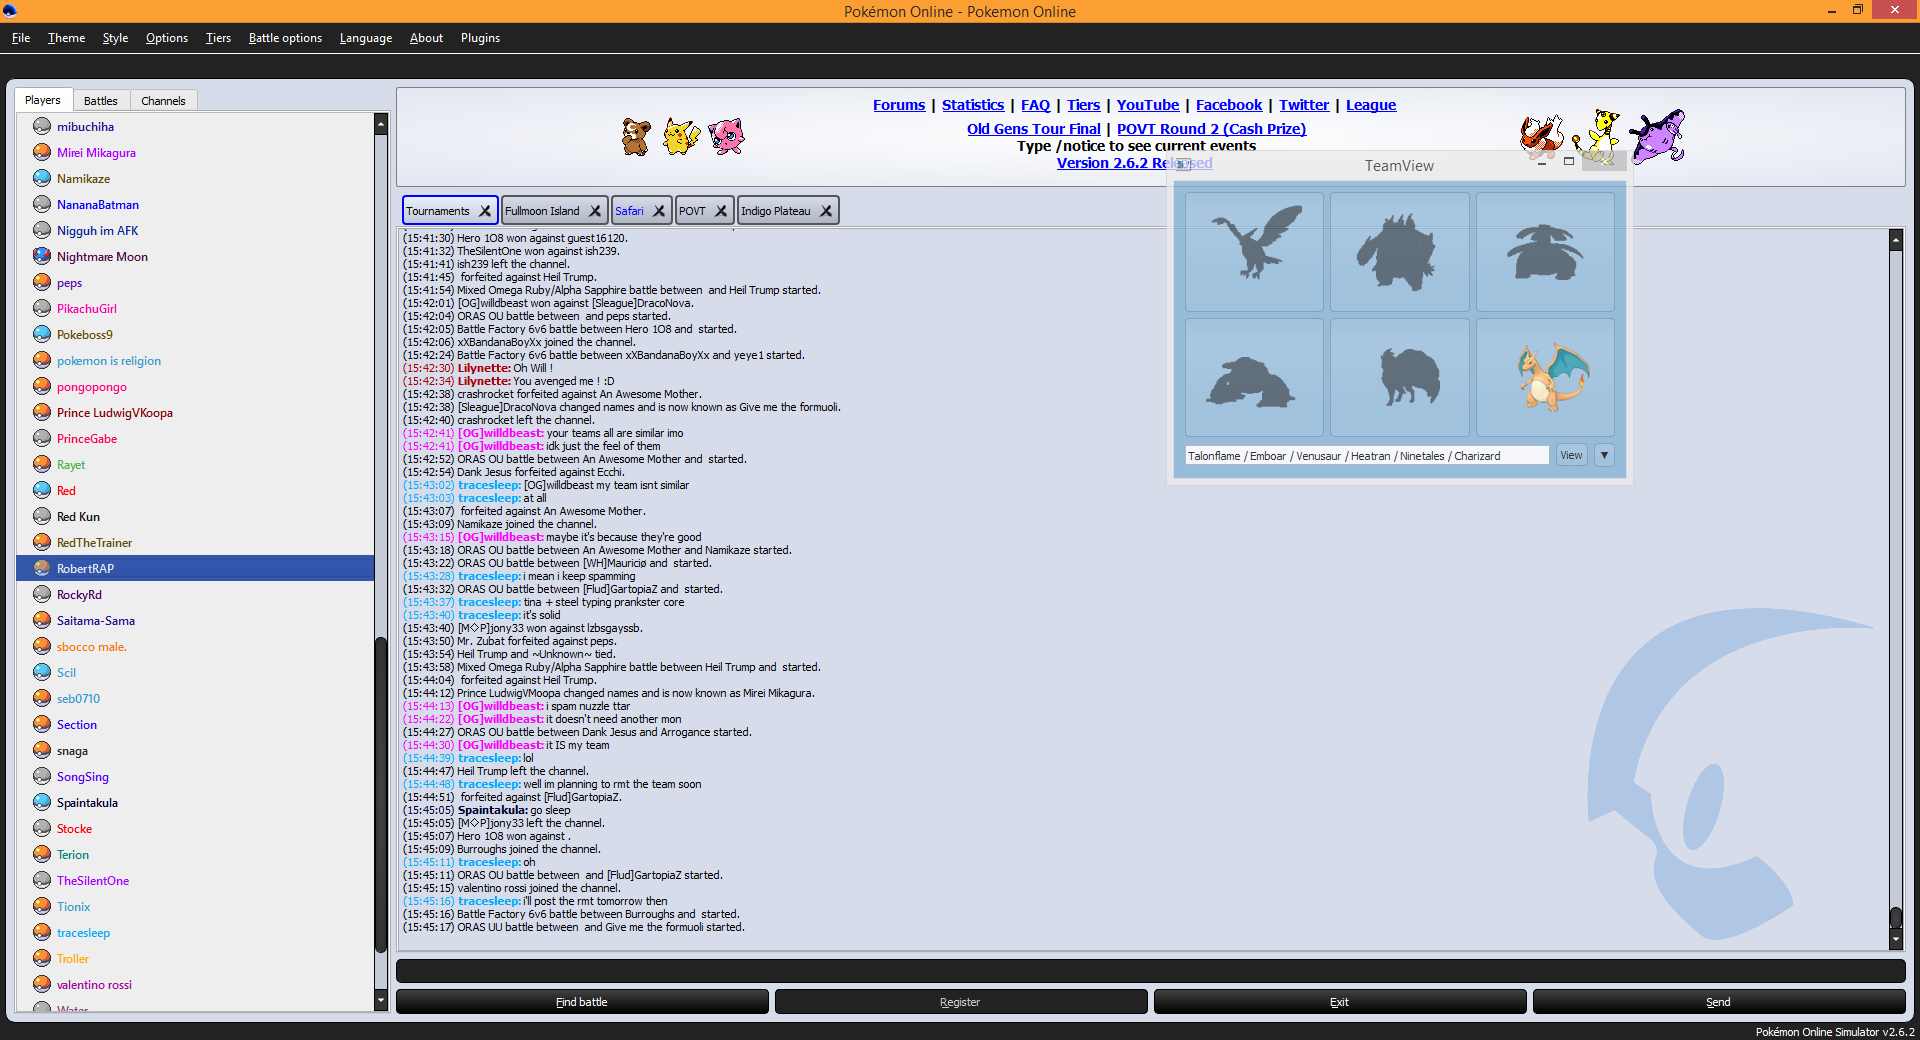 Pokémon Online - Pokemon Online
File Theme Style Options Tiers Battle options Language About Plugins
Players Battles Channels
mibuchiha
Mirei Mikagura
Namikaze
NananaBatman
Nigguh im AFK
Nightmare Moon
peps
PikachuGirl
Pokeboss9
pokemon is religion
pongopongo
Prince LudwigVKoopa
PrinceGabe
Rayet
Red
Red Kun
RedTheTrainer
RobertRAP
RockyRd
Saitama-Sama
sbocco male.
Scil
seb0710
Section
snaga
SongSing
Spaintakula
Stocke
Terion
TheSilentOne
Tionix
tracesleep
Troller
valentino rossi
Forums | Statistics | FAQ | Tiers | YouTube | Facebook | Twitter | League
Old Gens Tour Final | POVT Round 2 (Cash Prize)
Type /notice to see current events
Version 2.6.2 Released
Tournaments Fullmoon Island Safari POVT Indigo Plateau
(15:41:30) Hero 1O8 won against guest16120.
(15:41:32) TheSilentOne won against ish239.
(15:41:41) ish239 left the channel.
(15:41:45)  forfeited against Heil Trump.
(15:41:54) Mixed Omega Ruby/Alpha Sapphire battle between  and Heil Trump started.
(15:42:01) [OG]willdbeast won against [Sleague]DracoNova.
(15:42:04) ORAS OU battle between  and peps started.
(15:42:05) Battle Factory 6v6 battle between Hero 1O8 and  started.
(15:42:06) xXBandanaBoyXx joined the channel.
(15:42:24) Battle Factory 6v6 battle between xXBandanaBoyXx and yeye1 started.
(15:42:30) Lilynette: Oh Will !
(15:42:34) Lilynette: You avenged me ! :D
(15:42:38) crashrocket forfeited against An Awesome Mother.
(15:42:38) [Sleague]DracoNova changed names and is now known as Give me the formuoli.
(15:42:40) crashrocket left the channel.
(15:42:41) [OG]willdbeast: your teams all are similar imo
(15:42:41) [OG]willdbeast: idk just the feel of them
(15:42:52) ORAS OU battle between An Awesome Mother and  started.
(15:42:54) Dank Jesus forfeited against Ecchi.
(15:43:02) tracesleep: [OG]willdbeast my team isnt similar
(15:43:03) tracesleep: at all
(15:43:07)  forfeited against An Awesome Mother.
(15:43:09) Namikaze joined the channel.
(15:43:15) [OG]willdbeast: maybe it's because they're good
(15:43:18) ORAS OU battle between An Awesome Mother and Namikaze started.
(15:43:22) ORAS OU battle between [WH]Mauriciø and  started.
(15:43:28) tracesleep: i mean i keep spamming
(15:43:32) ORAS OU battle between [Flud]GartopiaZ and  started.
(15:43:37) tracesleep: tina + steel typing prankster core
(15:43:40) tracesleep: it's solid
(15:43:40) [M◇P]jony33 won against lzbsgayssb.
(15:43:50) Mr. Zubat forfeited against peps.
(15:43:54) Heil Trump and ~Unknown~ tied.
(15:43:58) Mixed Omega Ruby/Alpha Sapphire battle between Heil Trump and  started.
(15:44:04)  forfeited against Heil Trump.
(15:44:12) Prince LudwigVMoopa changed names and is now known as Mirei Mikagura.
(15:44:13) [OG]willdbeast: i spam nuzzle ttar
(15:44:22) [OG]willdbeast: it doesn't need another mon
(15:44:27) ORAS OU battle between Dank Jesus and Arrogance started.
(15:44:30) [OG]willdbeast: it IS my team
(15:44:39) tracesleep: lol
(15:44:47) Heil Trump left the channel.
(15:44:48) tracesleep: well im planning to rmt the team soon
(15:44:51)  forfeited against [Flud]GartopiaZ.
(15:45:05) Spaintakula: go sleep
(15:45:05) [M◇P]jony33 left the channel.
(15:45:07) Hero 1O8 won against .
(15:45:09) Burroughs joined the channel.
(15:45:11) tracesleep: oh
(15:45:11) ORAS OU battle between  and [Flud]GartopiaZ started.
(15:45:15) valentino rossi joined the channel.
(15:45:16) tracesleep: i'll post the rmt tomorrow then
(15:45:16) Battle Factory 6v6 battle between Burroughs and  started.
(15:45:17) ORAS UU battle between  and Give me the formuoli started.
TeamView
Talonflame / Emboar / Venusaur / Heatran / Ninetales / Charizard View
Find battle Register Exit Send
Pokémon Online Simulator v2.6.2